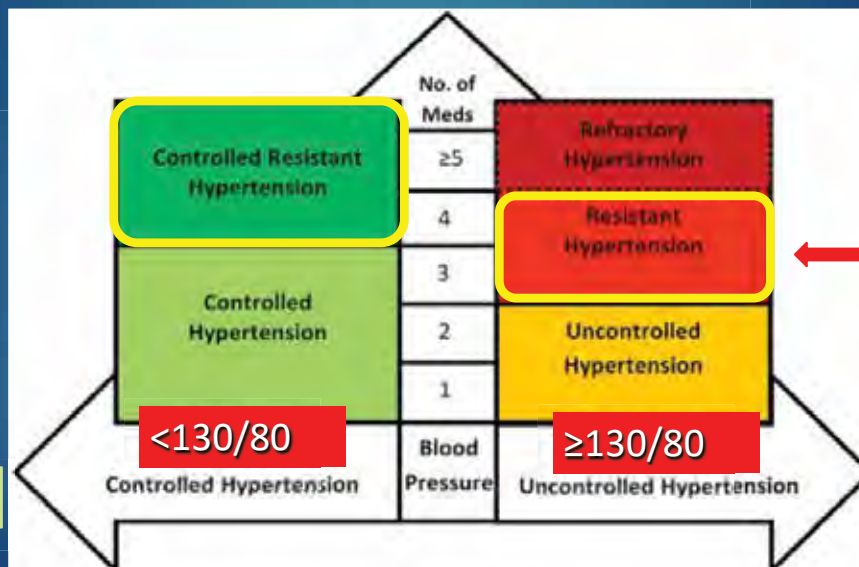 No. of
Meds
Controlled Resistant
Hypertension
≥5
4
3
2
1
Refractory
Hypertension
Resistant
Hypertension
Controlled
Hypertension
Uncontrolled
Hypertension
<130/80
≥130/80
Blood
Pressure
Controlled Hypertension
Uncontrolled Hypertension